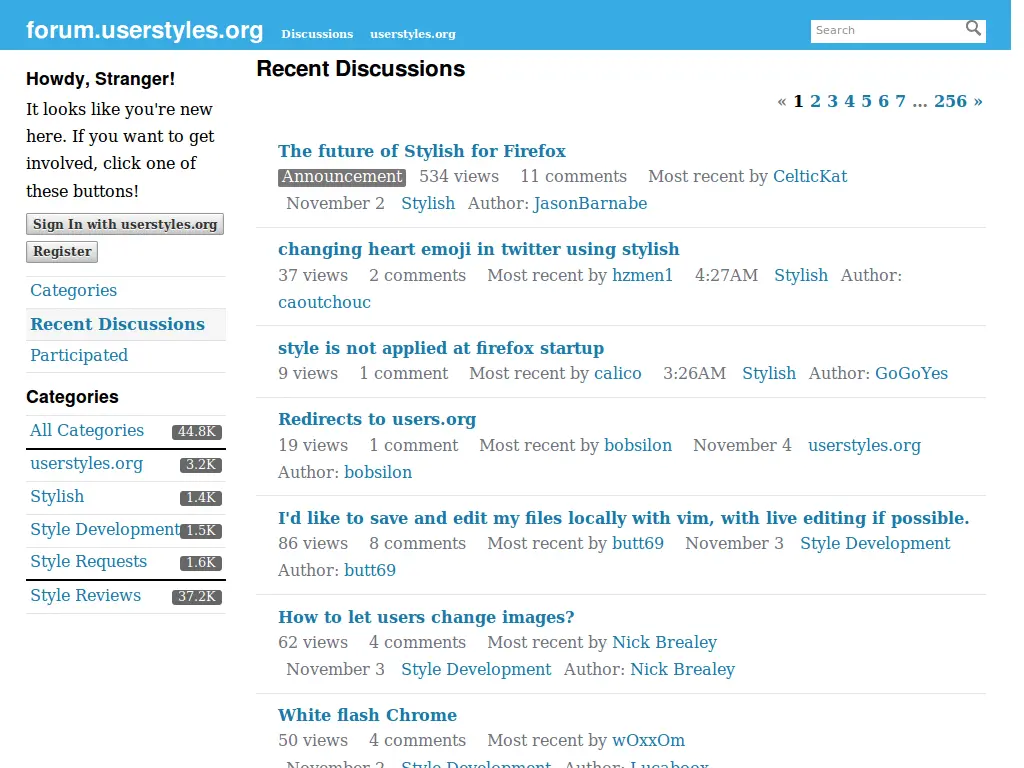 forum.userstyles.org Discussions userstyles.org Search
Howdy, Stranger!
It looks like you're new
here. If you want to get
involved, click one of
these buttons!
Sign In with userstyles.org
Register
Categories
Recent Discussions
Participated
Categories
All Categories 44.8K
userstyles.org 3.2K
Stylish 1.4K
Style Development 1.5K
Style Requests 1.6K
Style Reviews 37.2K
Recent Discussions
« 1 2 3 4 5 6 7 … 256 »
The future of Stylish for Firefox
Announcement 534 views 11 comments Most recent by CelticKat
November 2 Stylish Author: JasonBarnabe
changing heart emoji in twitter using stylish
37 views 2 comments Most recent by hzmen1 4:27AM Stylish Author:
caoutchouc
style is not applied at firefox startup
9 views 1 comment Most recent by calico 3:26AM Stylish Author: GoGoYes
Redirects to users.org
19 views 1 comment Most recent by bobsilon November 4 userstyles.org
Author: bobsilon
I'd like to save and edit my files locally with vim, with live editing if possible.
86 views 8 comments Most recent by butt69 November 3 Style Development
Author: butt69
How to let users change images?
62 views 4 comments Most recent by Nick Brealey
November 3 Style Development Author: Nick Brealey
White flash Chrome
50 views 4 comments Most recent by wOxxOm
November 2 Style Development Author: Lucaboox